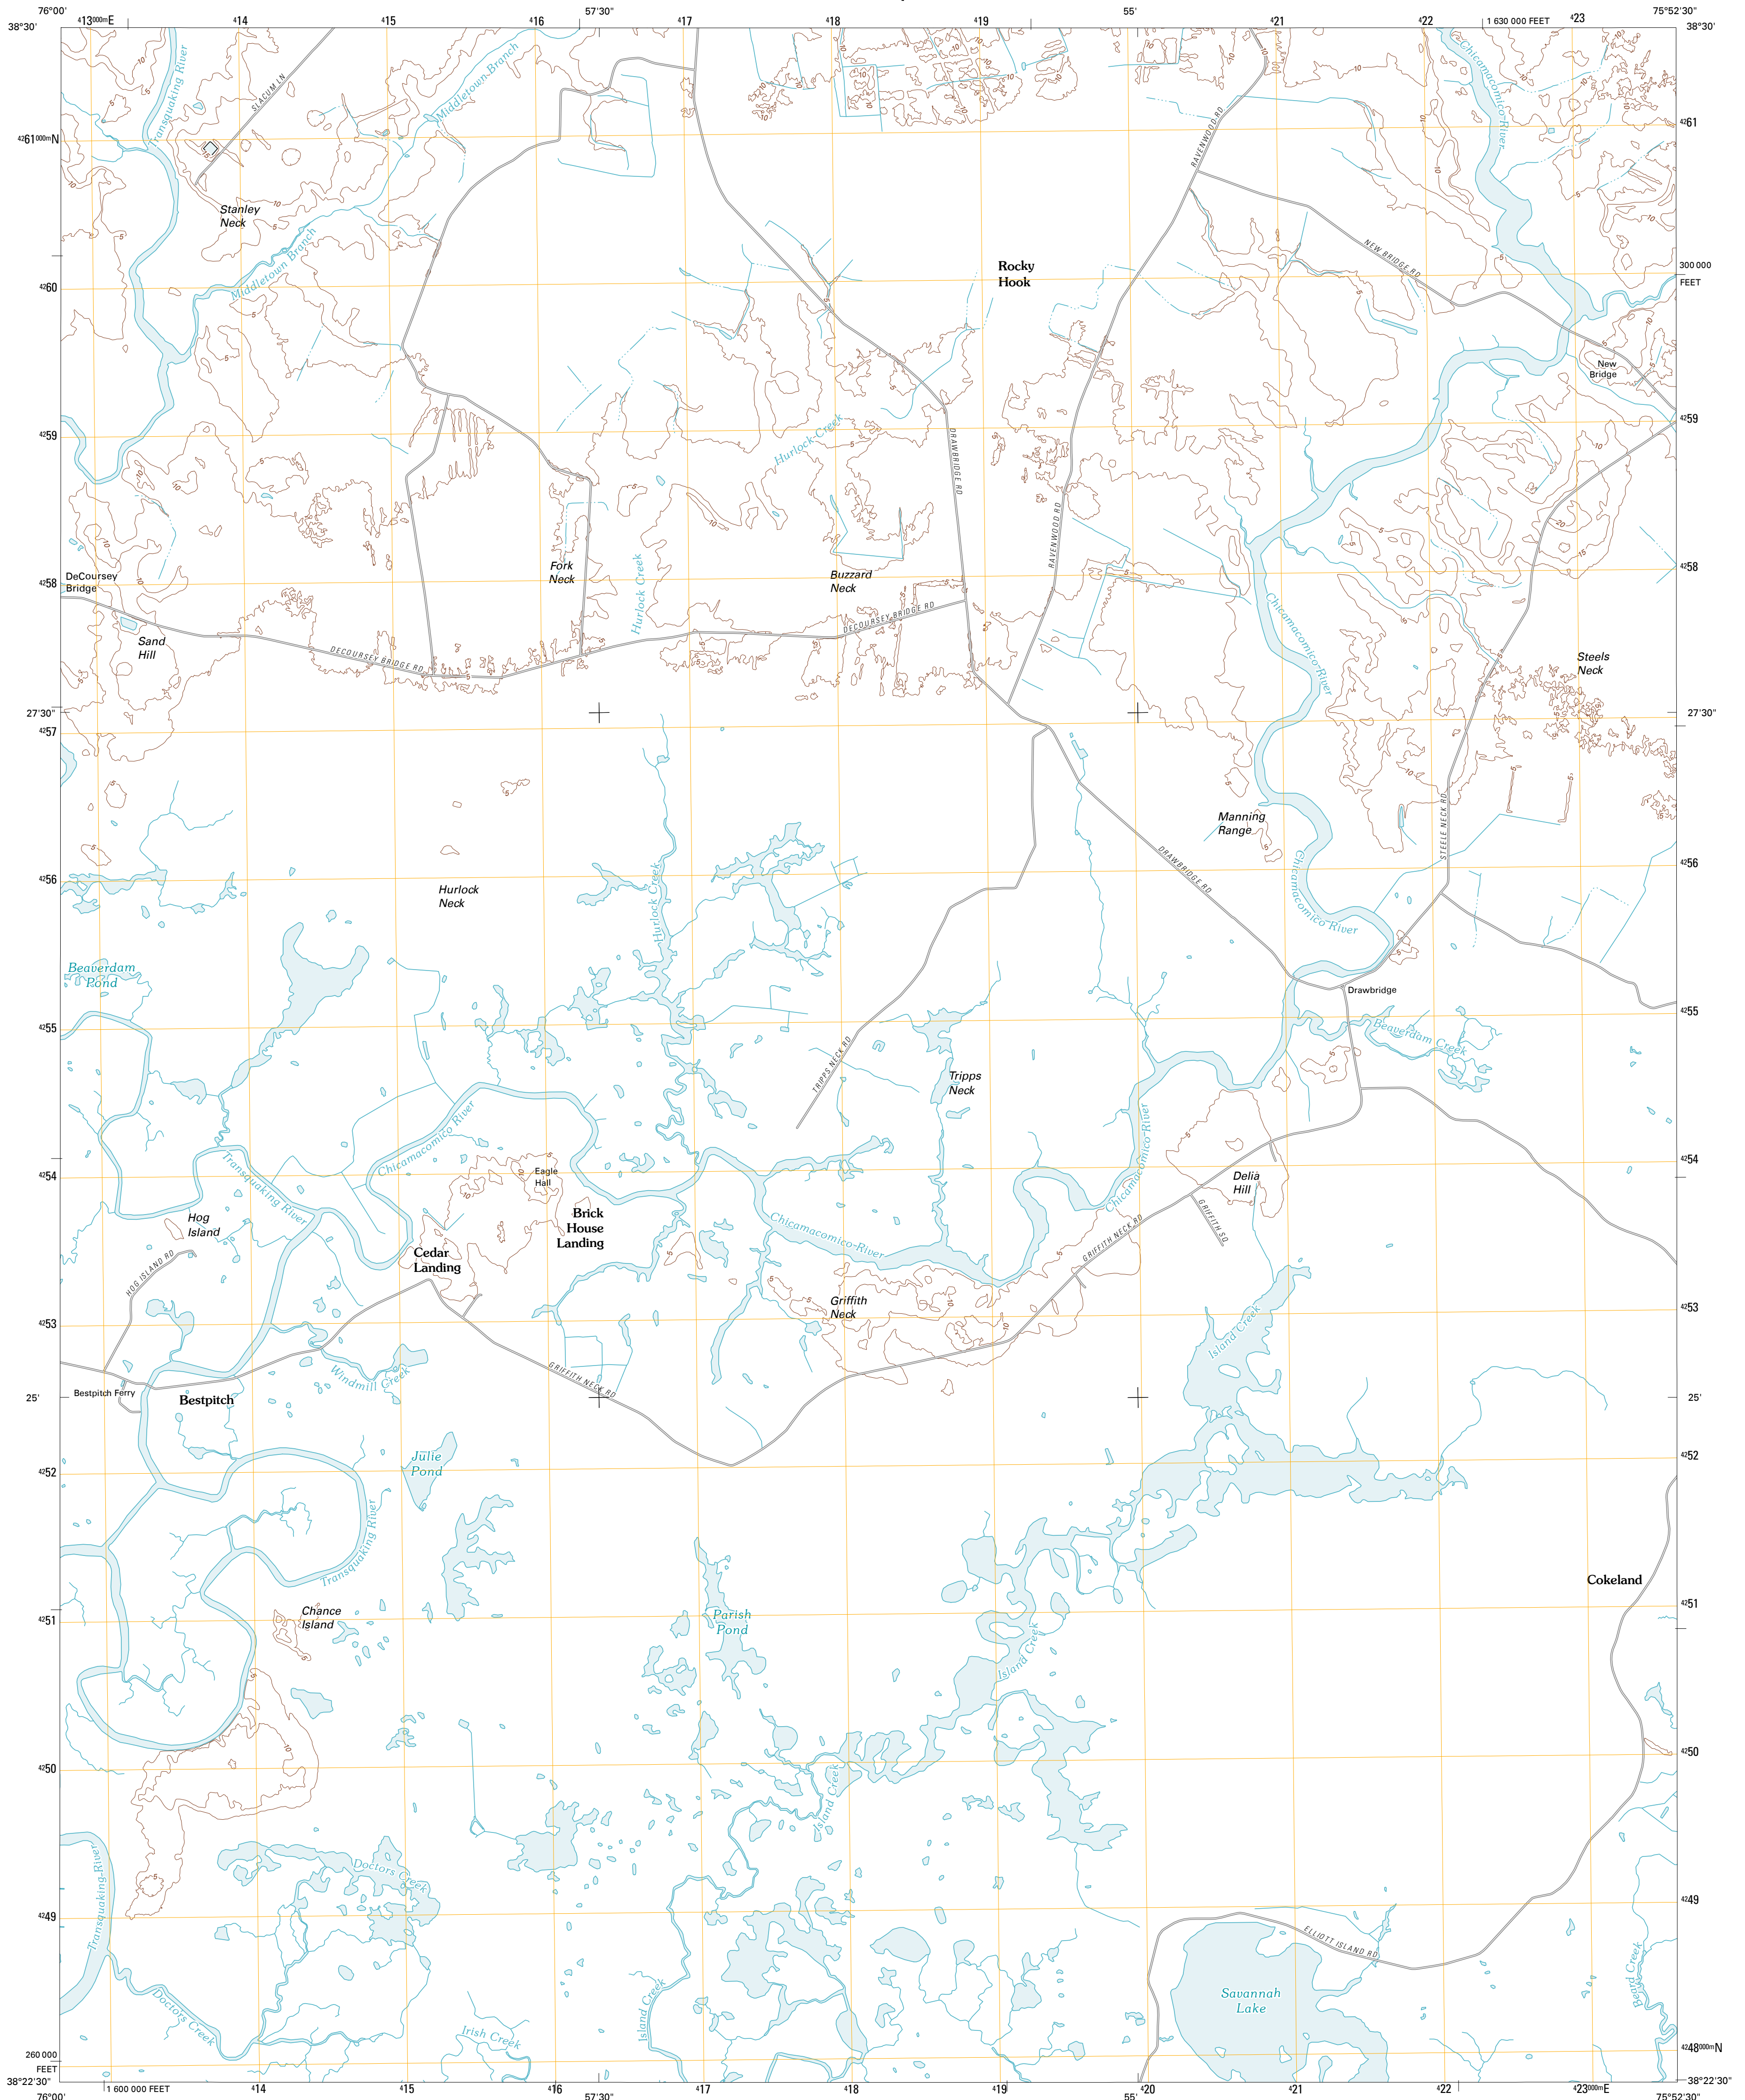 76°00'
⁴13⁰⁰⁰ᵐE
⁴14
⁴15
⁴16
57'30"
⁴17
⁴18
⁴19
55'
⁴21
⁴22
1 630 000 FEET
⁴23
75°52'30"
38°30'
38°30'
Transquaking River
SLACUM LN
Middletown Branch
RAVENWOOD RD
Chicamacomico River
⁴²61⁰⁰⁰ᵐN
⁴²61
Stanley
Neck
Middletown Branch
NEW BRIDGE RD
Rocky
Hook
300 000
FEET
⁴²60
New
Bridge
⁴²59
⁴²59
Hurlock Creek
DRAWBRIDGE RD
RAVENWOOD RD
DeCoursey
Bridge
Fork
Neck
Hurlock Creek
Buzzard
Neck
⁴²58
⁴²58
DECOURSEY BRIDGE RD
Chicamacomico River
Sand
Hill
DECOURSEY BRIDGE RD
Steels
Neck
27'30"
27'30"
⁴²57
Manning
Range
STEELE NECK RD
DRAWBRIDGE RD
⁴²56
⁴²56
Hurlock
Neck
Hurlock Creek
Chicamacomico River
Beaverdam
Pond
Drawbridge
⁴²55
⁴²55
Beaverdam Creek
TRIPPS NECK RD
Tripps
Neck
Chicamacomico River
Chicamacomico River
⁴²54
⁴²54
Transquaking River
Eagle
Hall
Delia
Hill
Hog
Island
Brick
House
Landing
Chicamacomico River
GRIFFITH SQ
GRIFFITH NECK RD
HOG ISLAND RD
Cedar
Landing
Griffith
Neck
⁴²53
⁴²53
Island Creek
Windmill Creek
GRIFFITH NECK RD
Bestpitch Ferry
Bestpitch
25'
25'
Julie
Pond
⁴²52
⁴²52
Transquaking River
Cokeland
Chance
Island
Parish
Pond
⁴²51
⁴²51
Island Creek
⁴²50
⁴²50
Island Creek
Doctors Creek
Transquaking River
⁴²49
⁴²49
ELLIOTT ISLAND RD
Beard Creek
Savannah
Lake
Doctors Creek
Irish Creek
Island Creek
260 000
FEET
⁴²48⁰⁰⁰ᵐN
38°22'30"
38°22'30"
76°00'
1 600 000 FEET
⁴14
⁴15
⁴16
57'30"
⁴17
⁴18
⁴19
55'
⁴20
⁴21
⁴22
⁴23⁰⁰⁰ᵐE
75°52'30"